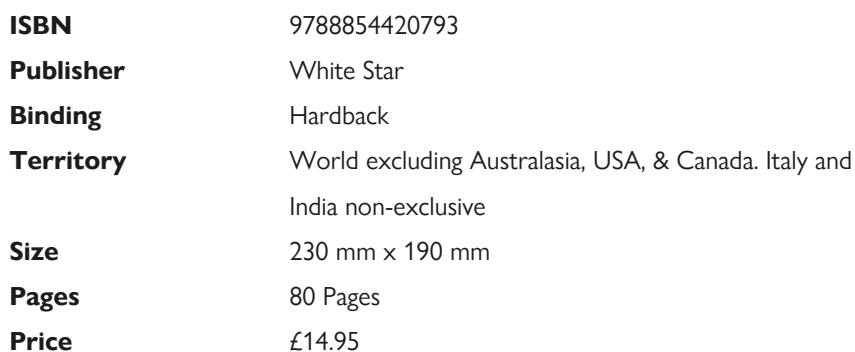 ISBN 9788854420793
Publisher White Star
Binding Hardback
Territory World excluding Australasia, USA, & Canada. Italy and
India non-exclusive
Size 230 mm x 190 mm
Pages 80 Pages
Price £14.95